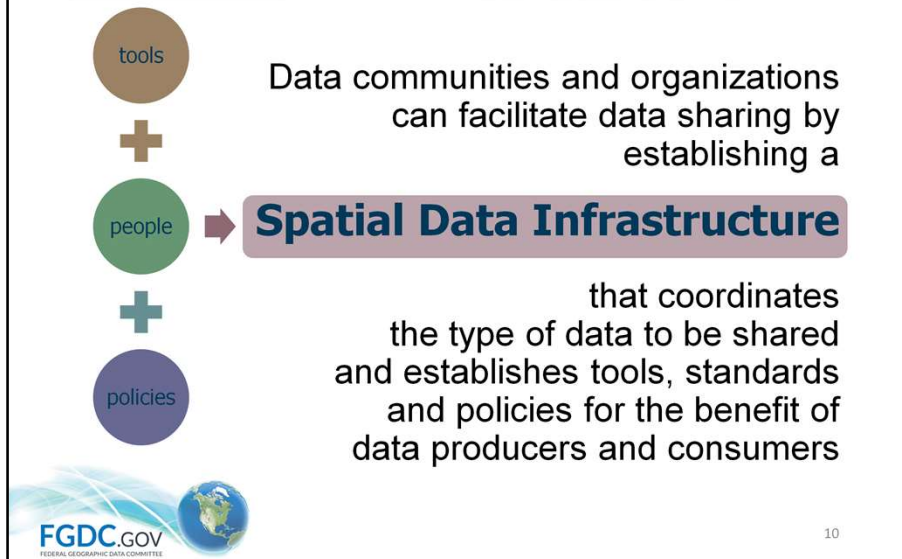 tools
people
policies
Data communities and organizations
can facilitate data sharing by
establishing a
Spatial Data Infrastructure
that coordinates
the type of data to be shared
and establishes tools, standards
and policies for the benefit of
data producers and consumers
FGDC.GOV
FEDERAL GEOGRAPHIC DATA COMMITTEE
10